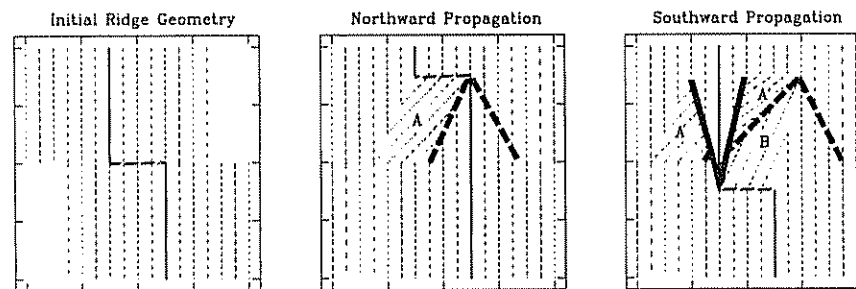 Initial Ridge Geometry
Northward Propagation
Southward Propagation
A
A
A
B